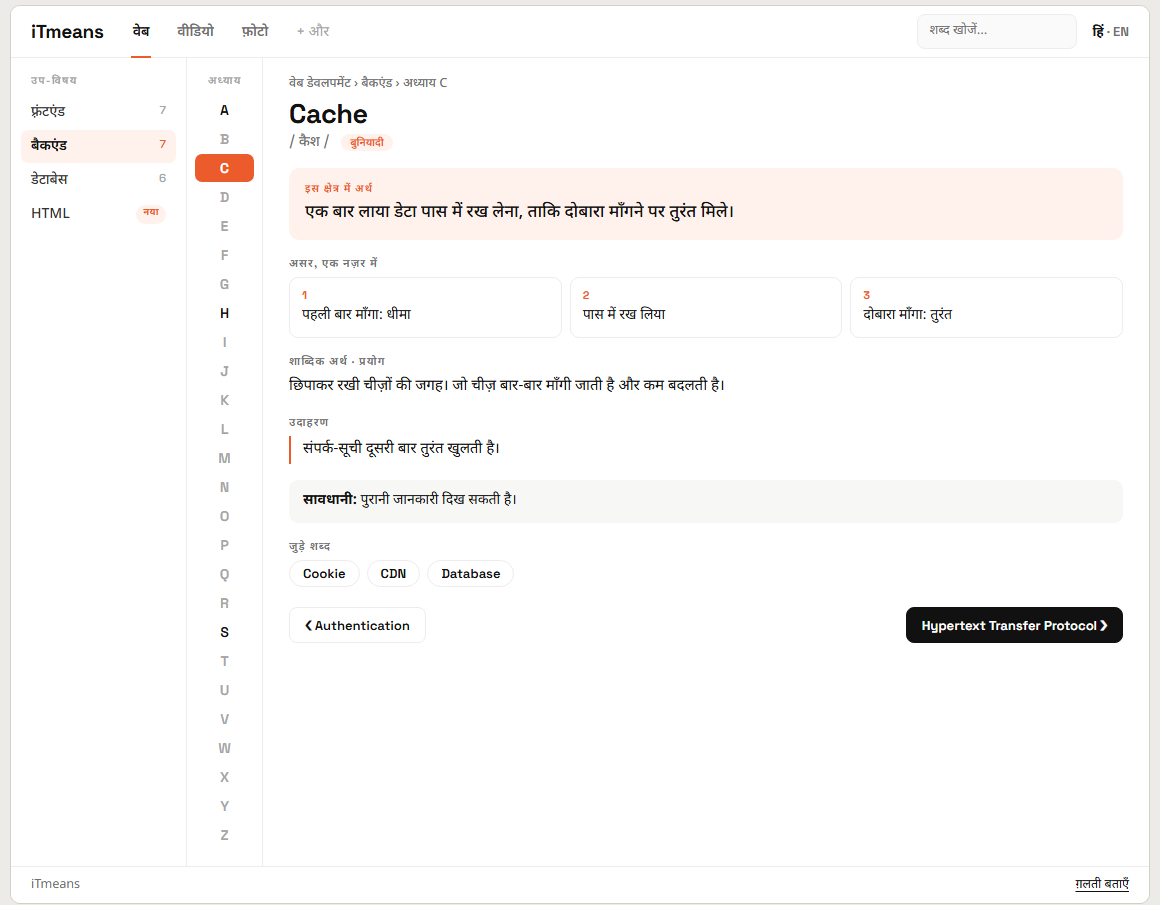 iTmeans वेब वीडियो फ़ोटो + और शब्द खोजें... हिं · EN
उप-विषय
फ़्रंटएंड 7
बैकएंड 7
डेटाबेस 6
HTML नया
अध्याय
A
B
C
D
E
F
G
H
I
J
K
L
M
N
O
P
Q
R
S
T
U
V
W
X
Y
Z
वेब डेवलपमेंट › बैकएंड › अध्याय C
Cache
/ कैश / बुनियादी
इस क्षेत्र में अर्थ
एक बार लाया डेटा पास में रख लेना, ताकि दोबारा माँगने पर तुरंत मिले।
असर, एक नज़र में
1
पहली बार माँगा: धीमा
2
पास में रख लिया
3
दोबारा माँगा: तुरंत
शाब्दिक अर्थ · प्रयोग
छिपाकर रखी चीज़ों की जगह। जो चीज़ बार-बार माँगी जाती है और कम बदलती है।
उदाहरण
संपर्क-सूची दूसरी बार तुरंत खुलती है।
सावधानी: पुरानी जानकारी दिख सकती है।
जुड़े शब्द
Cookie CDN Database
❮ Authentication Hypertext Transfer Protocol ❯
iTmeans ग़लती बताएँ